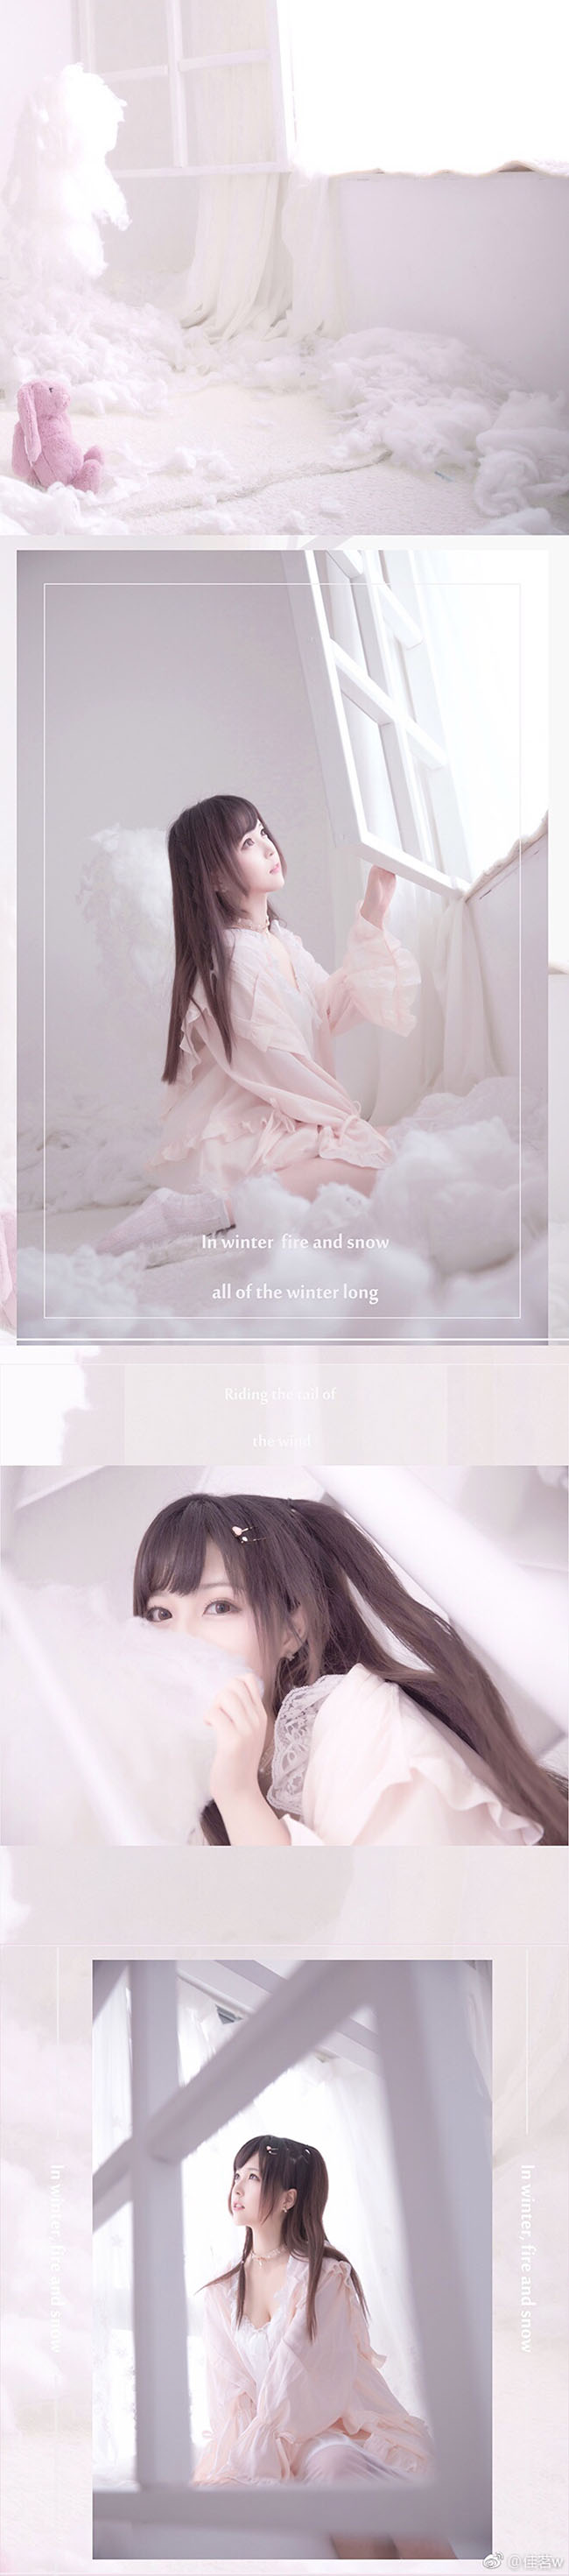 In winter fire and snow
all of the winter long
Riding the tail of
the wind
In winter, fire and snow
In winter, fire and snow
@佳茗w